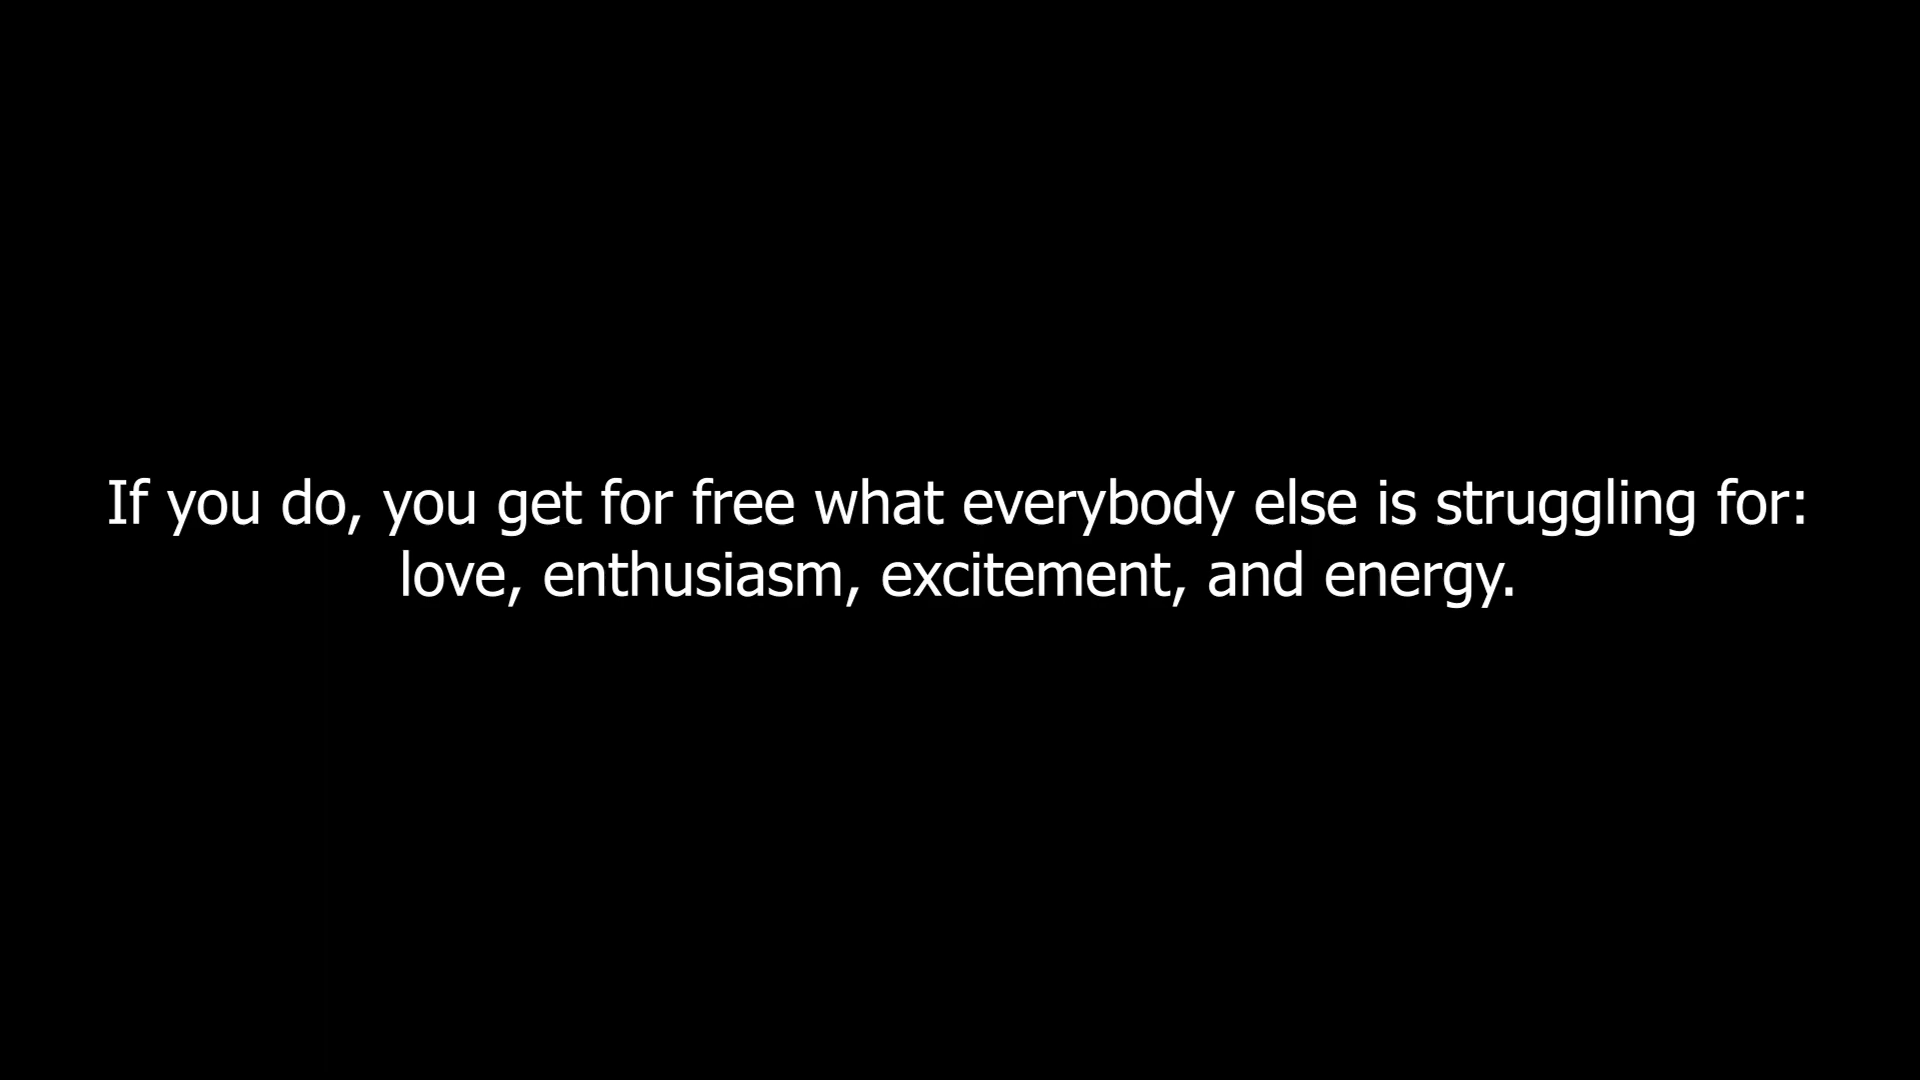 If you do, you get for free what everybody else is struggling for:
love, enthusiasm, excitement, and energy.